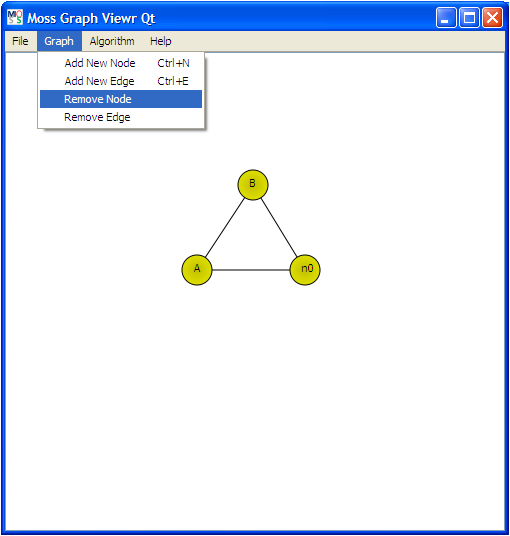 Moss Graph Viewr Qt
File Graph Algorithm Help
Add New Node Ctrl+N
Add New Edge Ctrl+E
Remove Node
Remove Edge
B
A n0